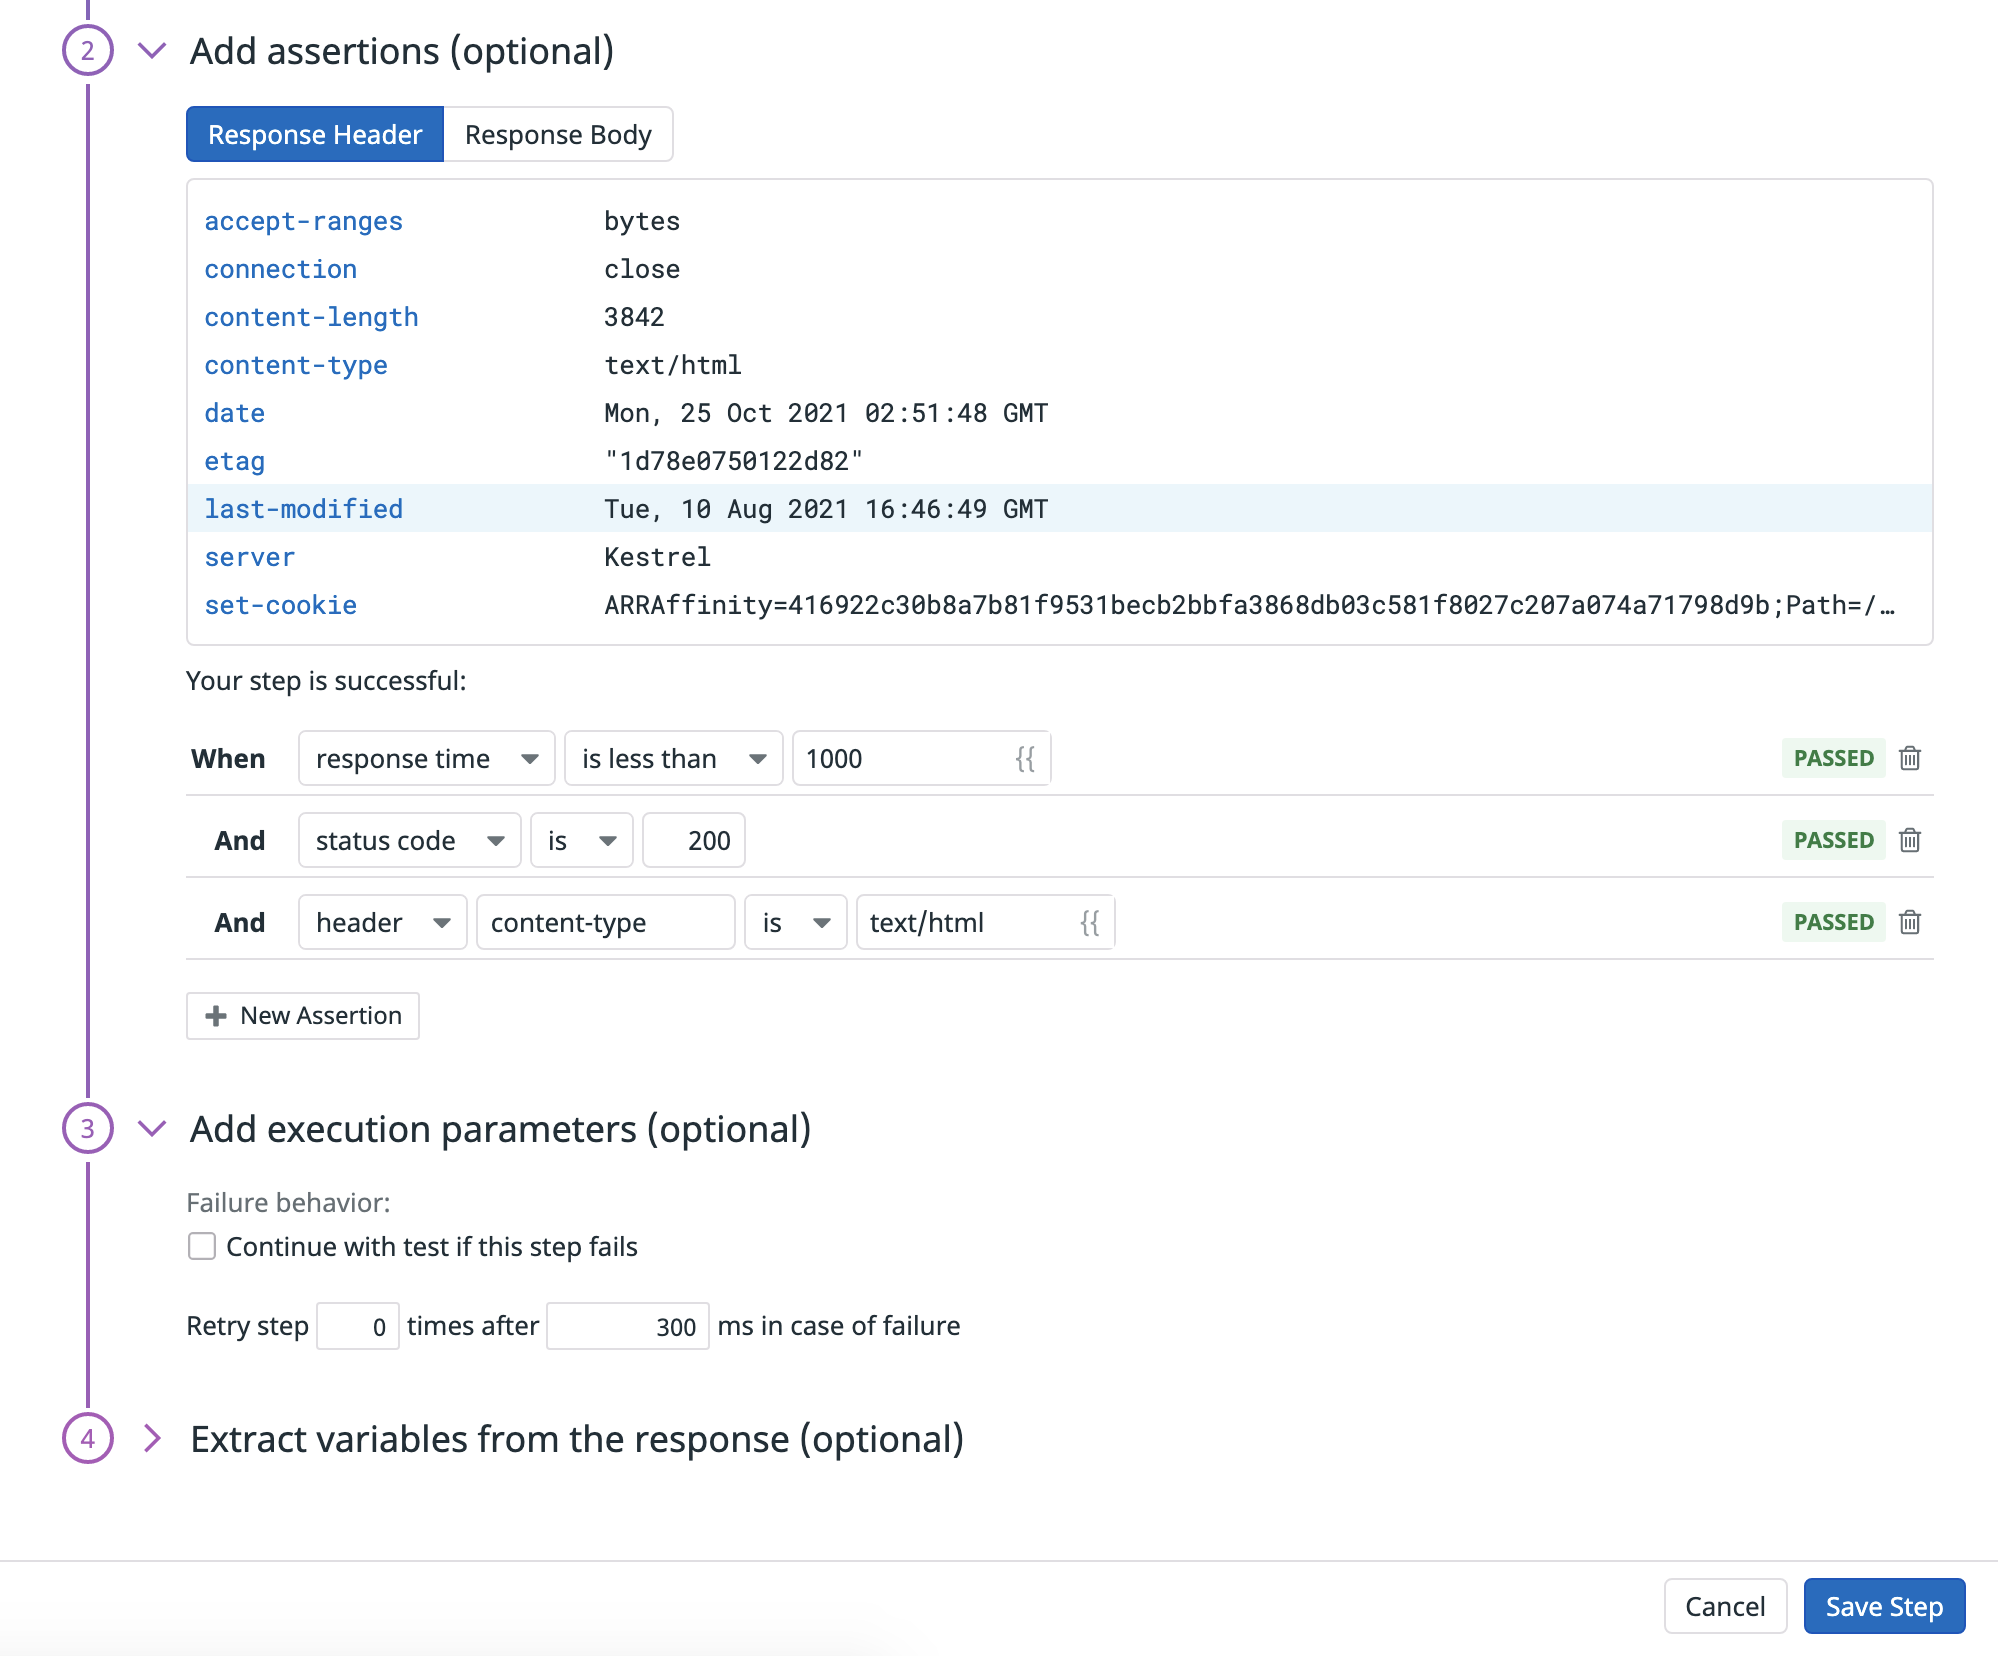 2 Add assertions (optional)
Response Header Response Body
accept-ranges bytes
connection close
content-length 3842
content-type text/html
date Mon, 25 Oct 2021 02:51:48 GMT
etag "1d78e0750122d82"
last-modified Tue, 10 Aug 2021 16:46:49 GMT
server Kestrel
set-cookie ARRAffinity=416922c30b8a7b81f9531becb2bbfa3868db03c581f8027c207a074a71798d9b;Path=/…
Your step is successful:
When response time is less than 1000 {{ PASSED
And status code is 200 PASSED
And header content-type is text/html {{ PASSED
New Assertion
3 Add execution parameters (optional)
Failure behavior:
Continue with test if this step fails
Retry step 0 times after 300 ms in case of failure
4 Extract variables from the response (optional)
Cancel Save Step